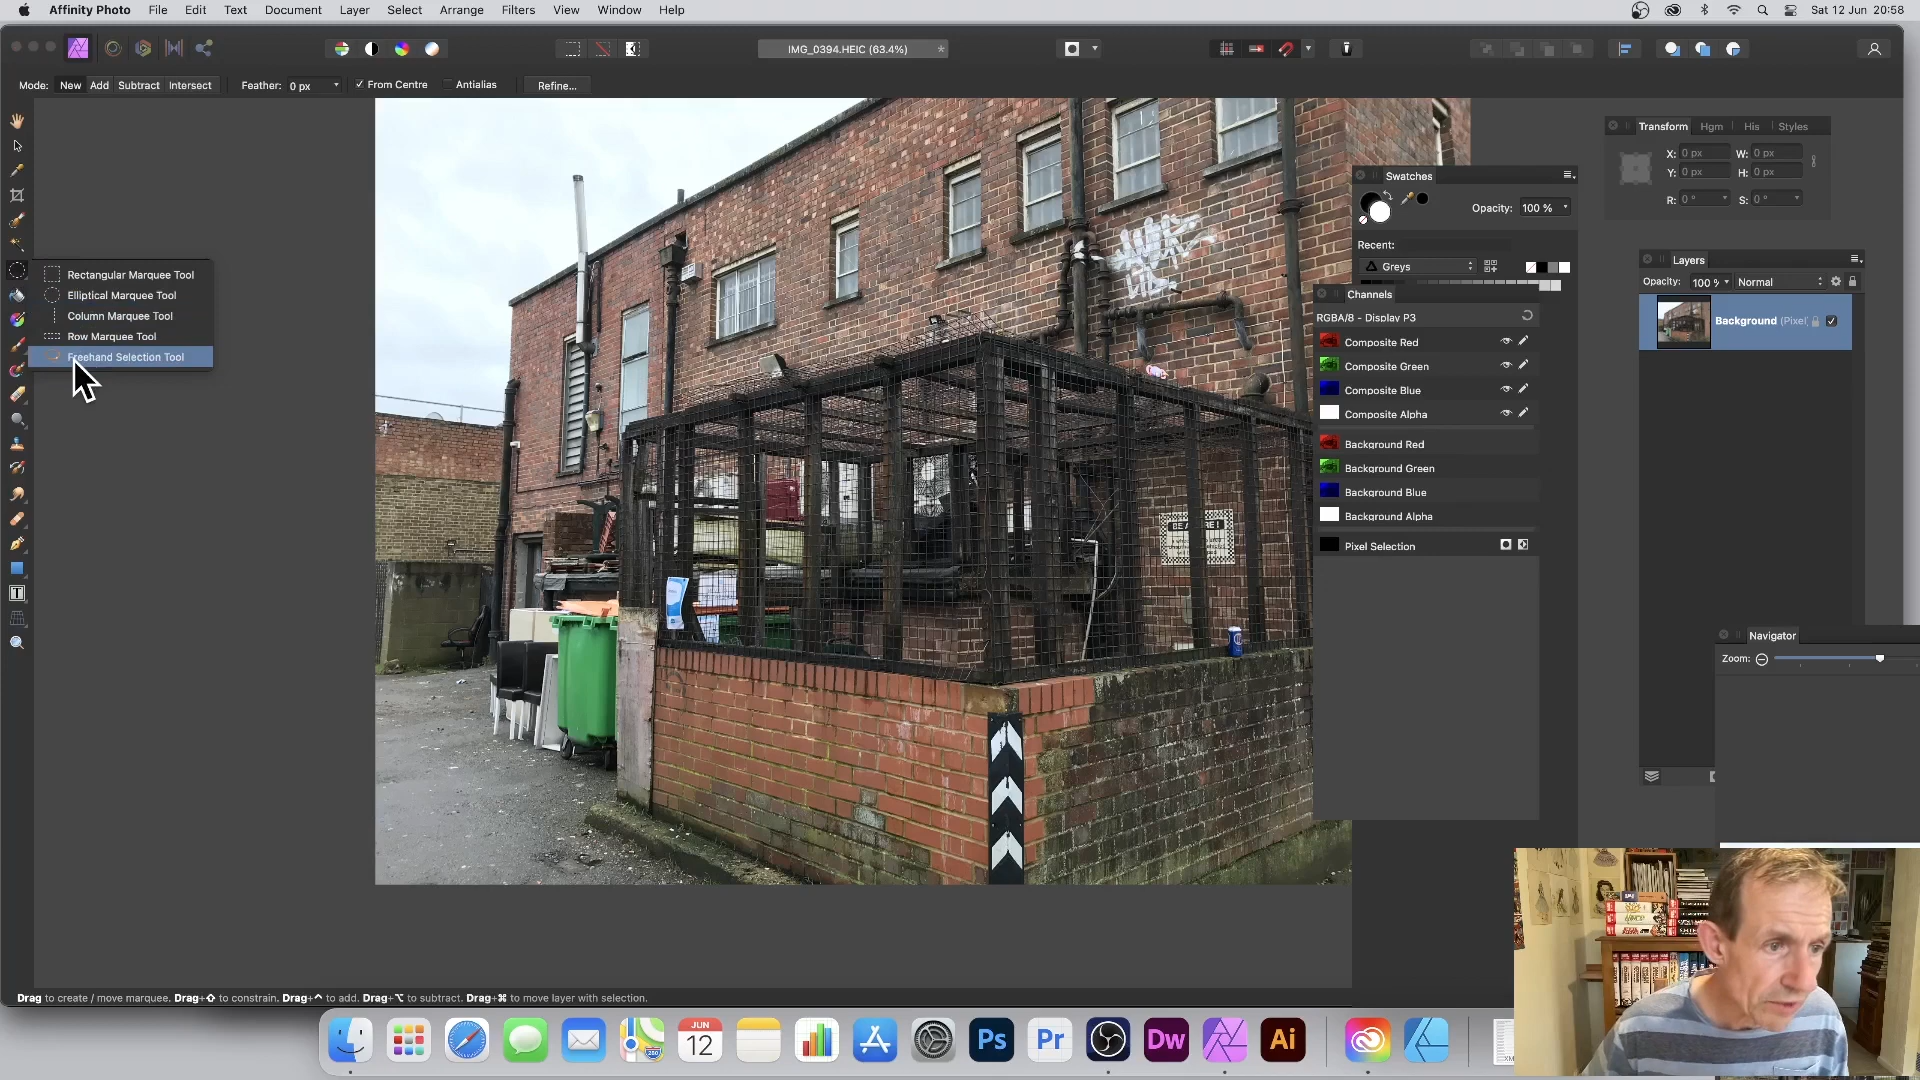 Affinity Photo File Edit Text Document Layer Select Arrange Filters View Window Help Sat 12 Jun 20:58
IMG_0394.HEIC (63.4%) *
Mode: New Add Subtract Intersect Feather: 0 px ✓ From Centre Antialias Refine...
Transform Hgm His Styles
X: 0 px W: 0 px
Y: 0 px H: 0 px
R: 0 ° S: 0 °
Swatches
Opacity: 100 %
Recent:
Greys
Rectangular Marquee Tool
Elliptical Marquee Tool
Column Marquee Tool
Row Marquee Tool
Freehand Selection Tool
Channels
RGBA/8 - Display P3
Composite Red
Composite Green
Composite Blue
Composite Alpha
Background Red
Background Green
Background Blue
Background Alpha
Pixel Selection
Layers
Opacity: 100 % Normal
Background (Pixel)
Navigator
Zoom:
Drag to create / move marquee. Drag+⇧ to constrain. Drag+^ to add. Drag+⌥ to subtract. Drag+⌘ to move layer with selection.
JUN
12
280
Ps
Pr
Dw
Ai